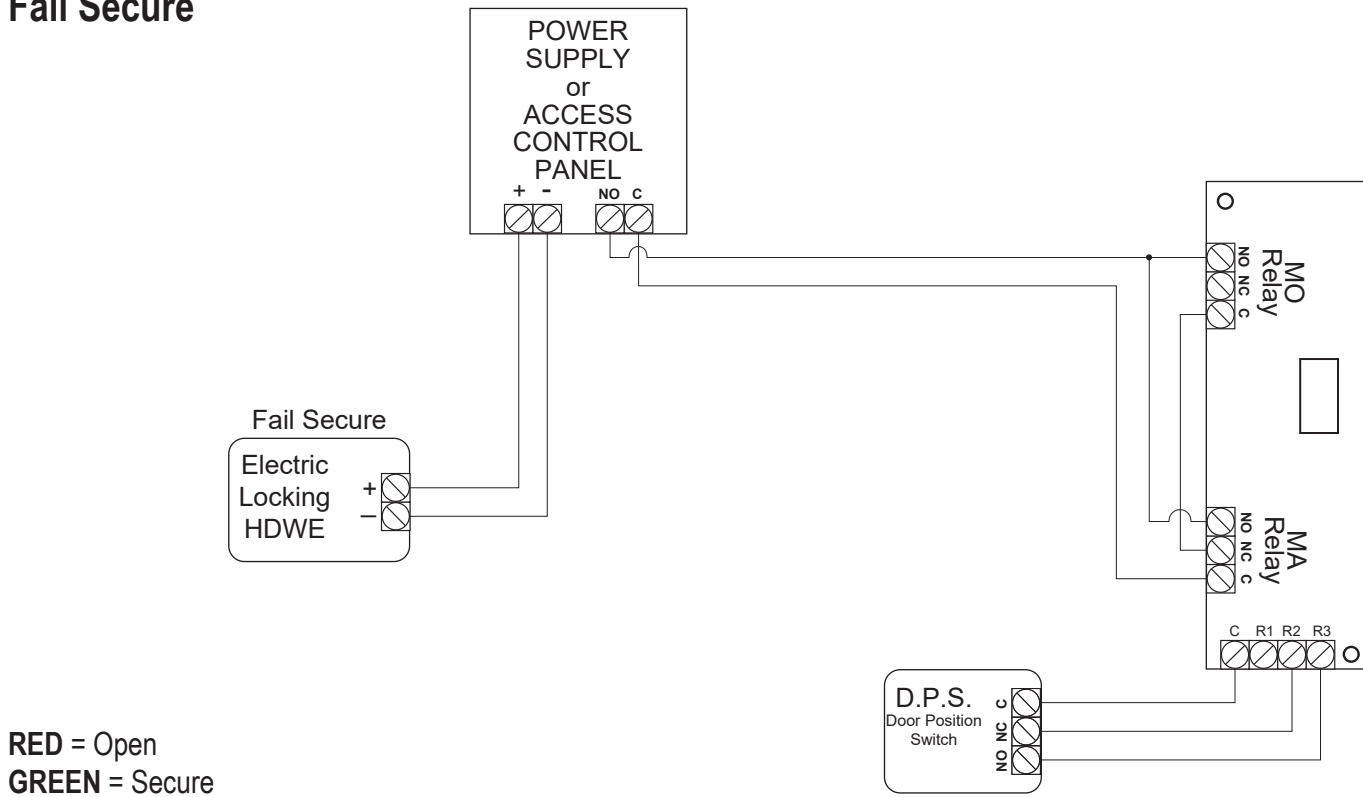 Fail Secure
POWER
SUPPLY
or
ACCESS
CONTROL
PANEL
+ - NO C
NO NC C
MO
Relay
Fail Secure
Electric
Locking
HDWE
+
–
NO NC C
MA
Relay
C R1 R2 R3
D.P.S.
Door Position
Switch
C
NC
NO
RED = Open
GREEN = Secure